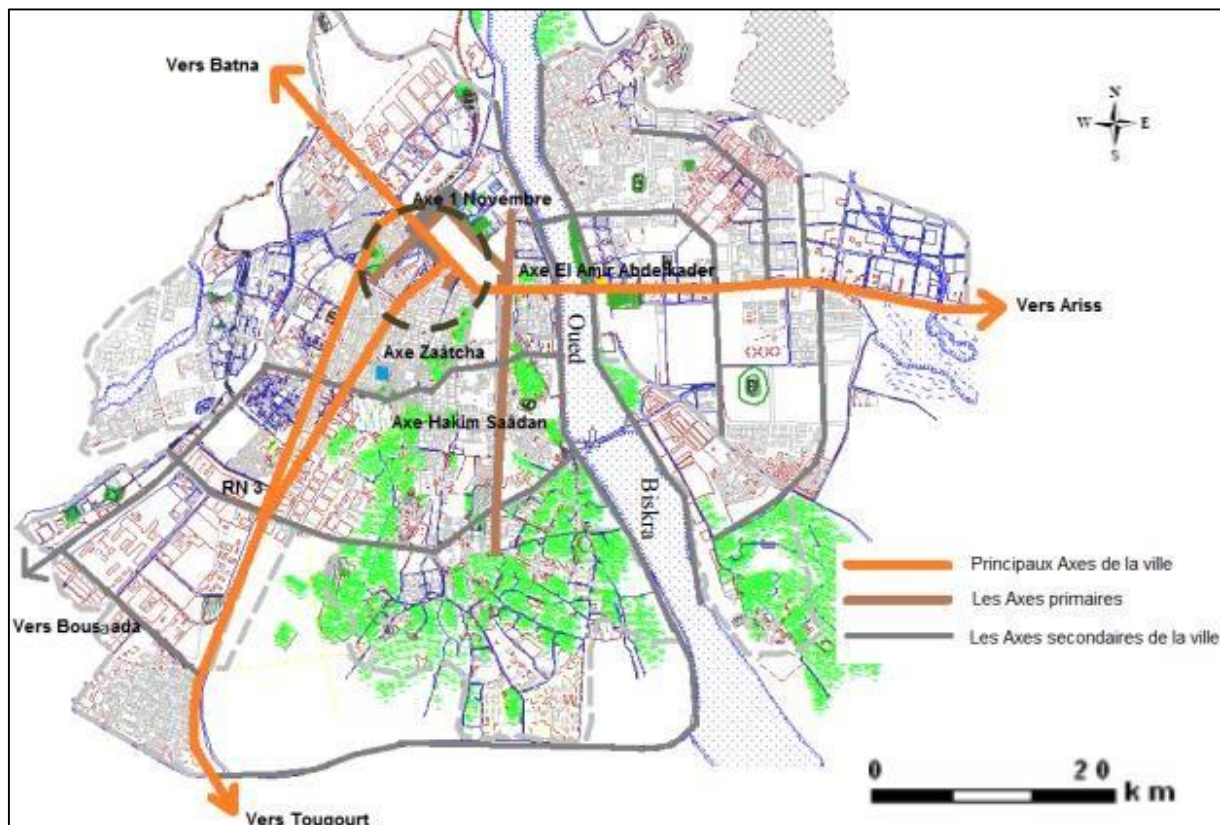 Vers Batna
N
W E
S
Axe 1 Novembre
Axe El Amir Abdelkader
Vers Ariss
Oued
Axe Zaâtcha
Axe Hakim Saâdan
RN 3
Biskra
Principaux Axes de la ville
Les Axes primaires
Vers Bousaada
Les Axes secondaires de la ville
0 20
km
Vers Tougourt